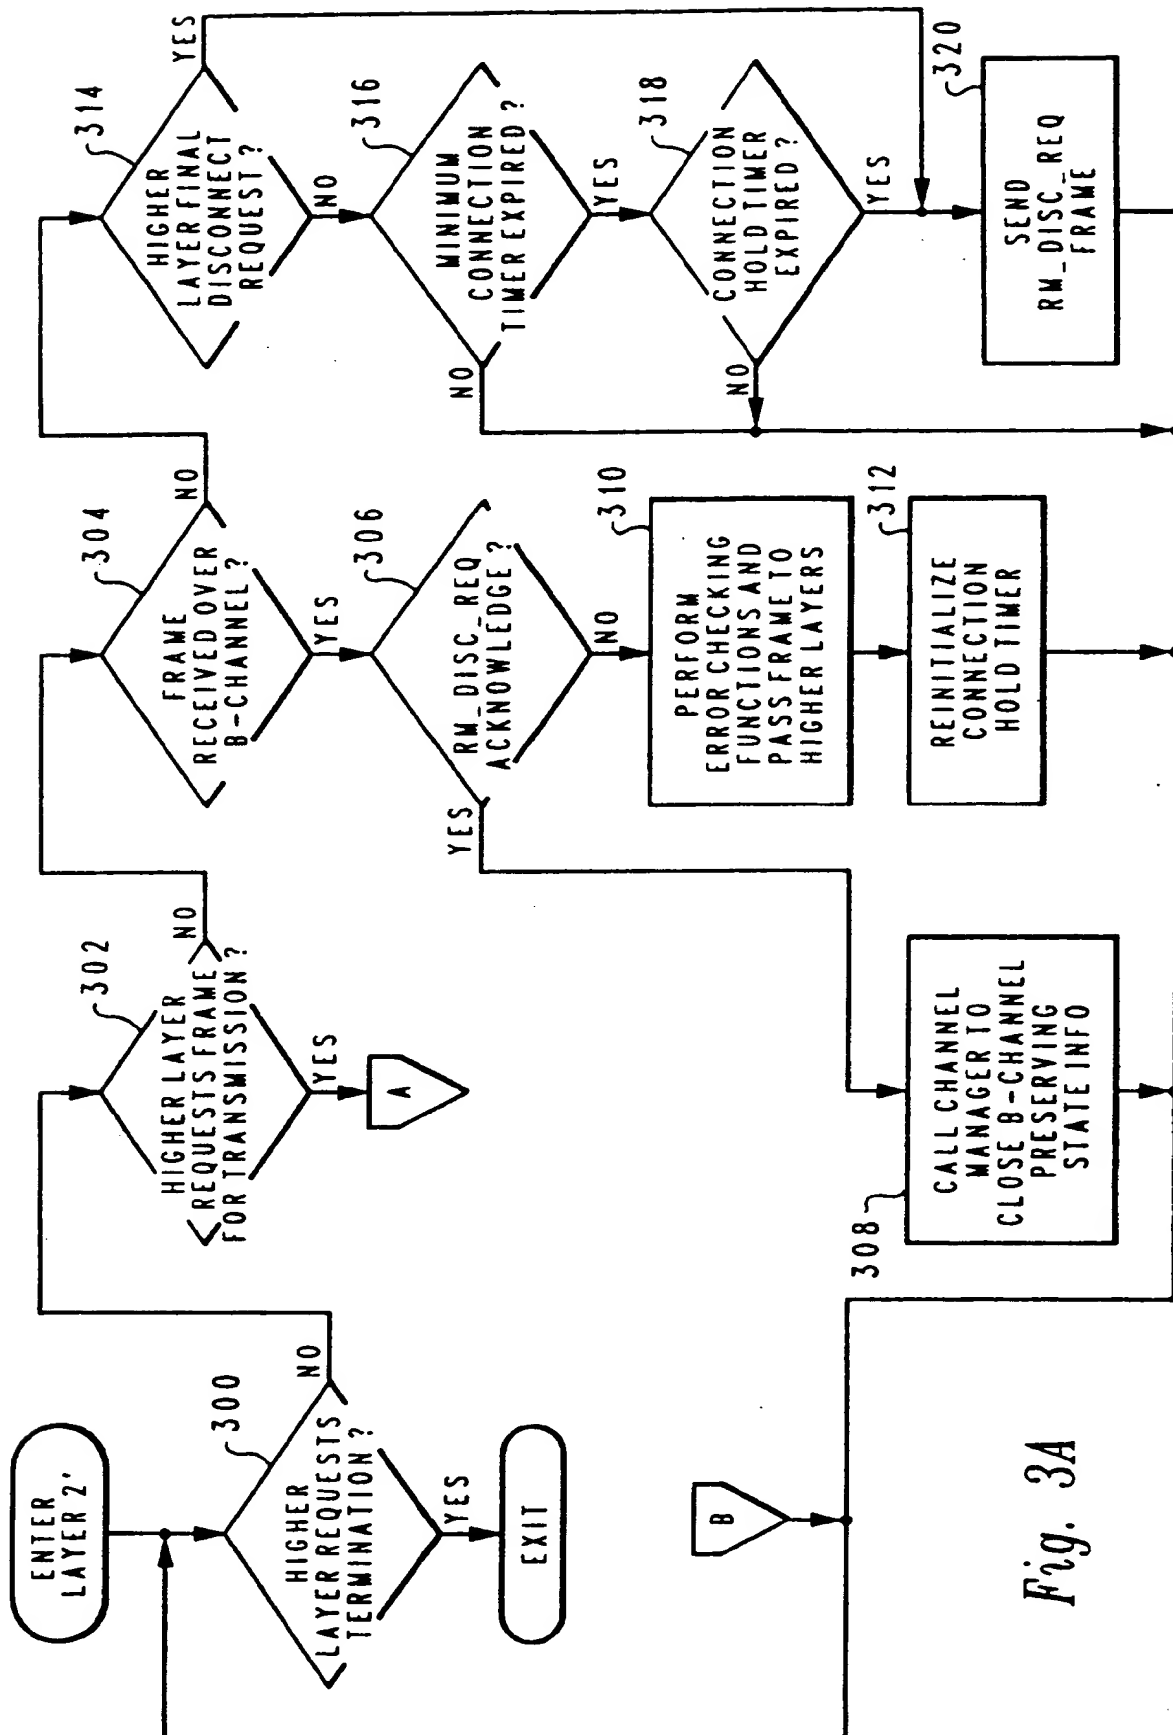 ENTER
LAYER 2'
300
HIGHER
LAYER REQUESTS
TERMINATION?
NO
YES
EXIT
302
HIGHER LAYER
REQUESTS FRAME
FOR TRANSMISSION?
NO
YES
A
304
FRAME
RECEIVED OVER
B-CHANNEL?
NO
YES
306
RM_DISC_REQ
ACKNOWLEDGE?
YES
NO
308
CALL CHANNEL
MANAGER TO
CLOSE B-CHANNEL
PRESERVING
STATE INFO
310
PERFORM
ERROR CHECKING
FUNCTIONS AND
PASS FRAME TO
HIGHER LAYERS
312
REINITIALIZE
CONNECTION
HOLD TIMER
314
HIGHER
LAYER FINAL
DISCONNECT
REQUEST?
YES
NO
316
MINIMUM
CONNECTION
TIMER EXPIRED?
NO
YES
318
CONNECTION
HOLD TIMER
EXPIRED?
NO
YES
320
SEND
RM_DISC_REQ
FRAME
B
Fig. 3A